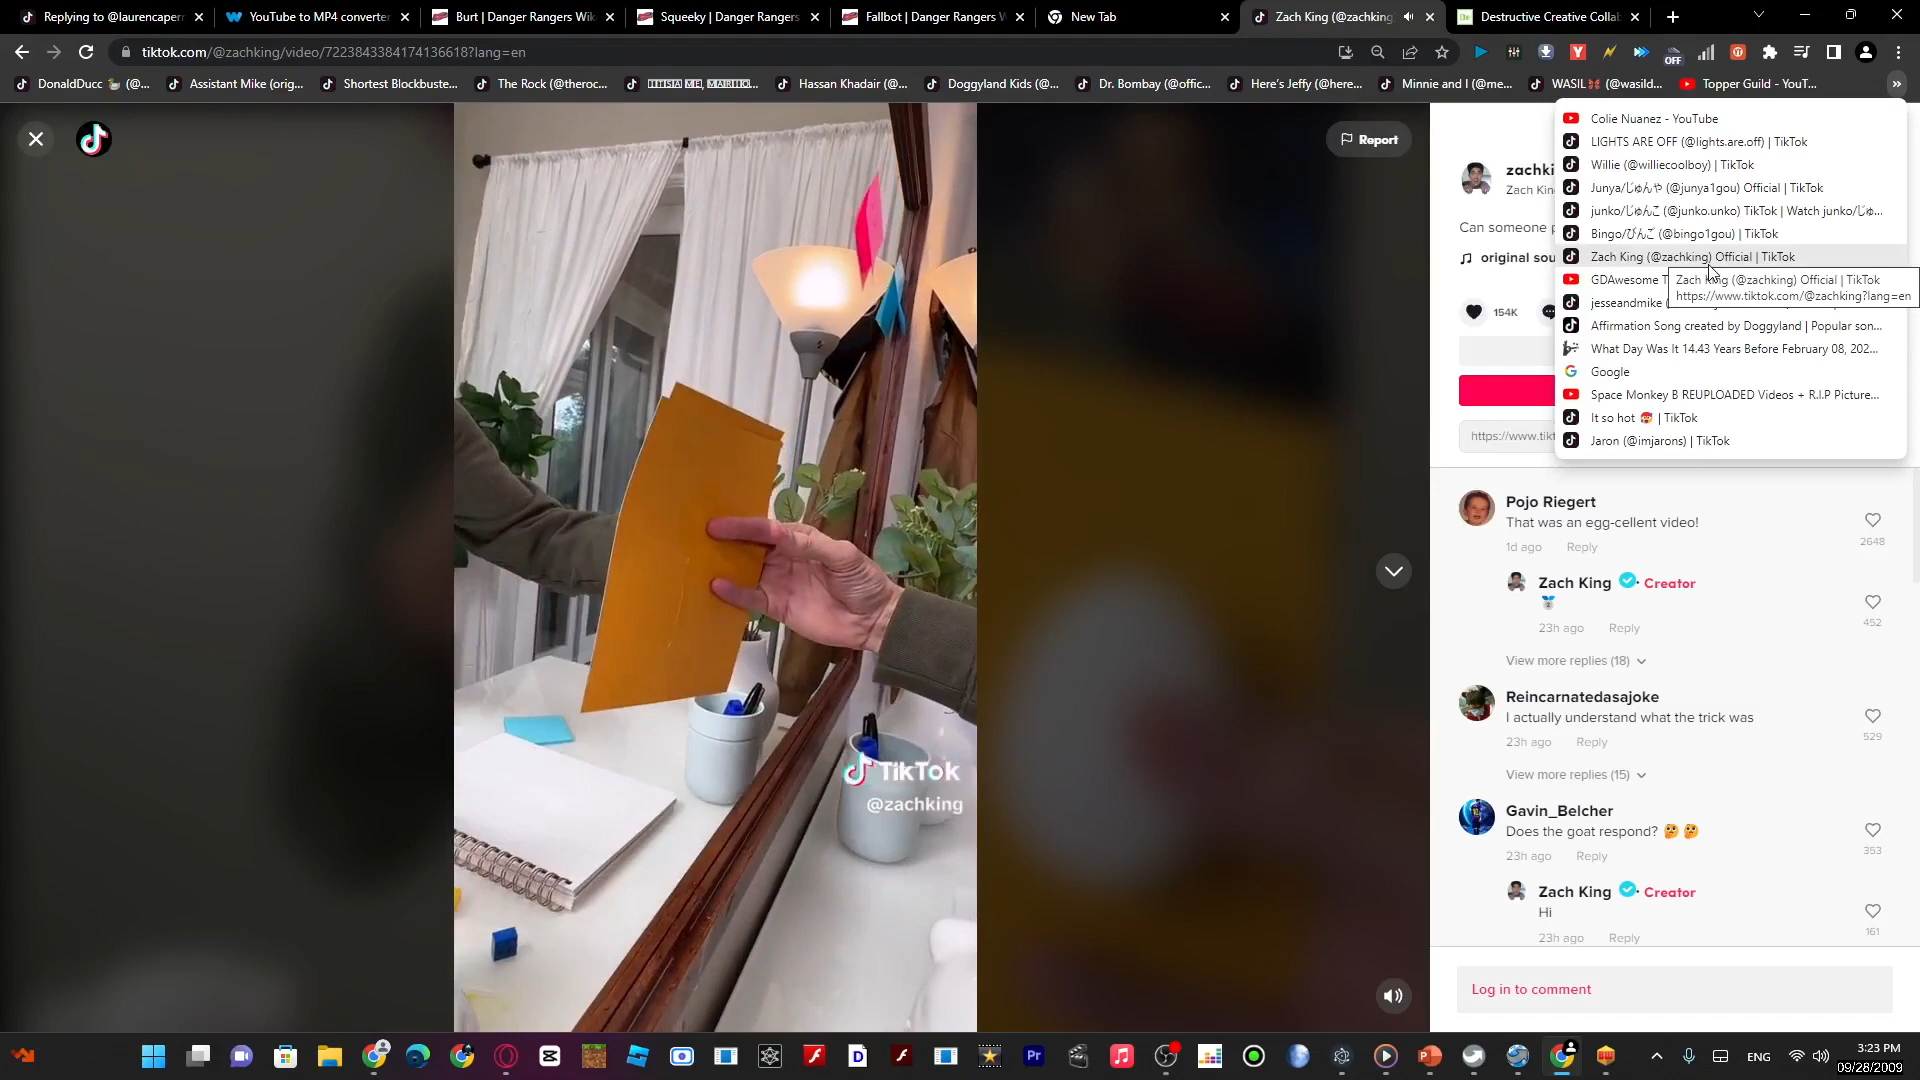 Replying to @laurencaperr
YouTube to MP4 converter
Burt | Danger Rangers Wik
Squeeky | Danger Rangers
Fallbot | Danger Rangers W
New Tab
Zach King (@zachking)
Destructive Creative Collab
tiktok.com/@zachking/video/7223843384174136618?lang=en
OFF
DonaldDucc 🦆 (@...
Assistant Mike (orig...
Shortest Blockbuste...
The Rock (@theroc...
Hassan Khadair (@...
Doggyland Kids (@...
Dr. Bombay (@offic...
Here's Jeffy (@here...
Minnie and I (@me...
WASIL (@wasild...
Topper Guild - YouT...
Colie Nuanez - YouTube
LIGHTS ARE OFF (@lights.are.off) | TikTok
Willie (@williecoolboy) | TikTok
Junya/じゅんや (@junya1gou) Official | TikTok
junko/じゅんこ (@junko.unko) TikTok | Watch junko/じゅ...
Bingo/びんご (@bingo1gou) | TikTok
Zach King (@zachking) Official | TikTok
GDAwesome T
Zach King (@zachking) Official | TikTok
https://www.tiktok.com/@zachking?lang=en
jesseandmike (
Affirmation Song created by Doggyland | Popular son...
What Day Was It 14.43 Years Before February 08, 202...
Google
Space Monkey B REUPLOADED Videos + R.I.P Picture...
It so hot 🥵 | TikTok
Jaron (@imjarons) | TikTok
Report
zachki
Zach Kin
Can someone p
original sou
154K
https://www.tikt
TikTok
@zachking
Pojo Riegert
That was an egg-cellent video!
1d ago Reply
2648
Zach King · Creator
🥈
452
23h ago Reply
View more replies (18)
Reincarnatedasajoke
I actually understand what the trick was
529
23h ago Reply
View more replies (15)
Gavin_Belcher
Does the goat respond? 🤔 🤔
353
23h ago Reply
Zach King · Creator
Hi
161
23h ago Reply
Log in to comment
ENG
3:23 PM
09/28/2009